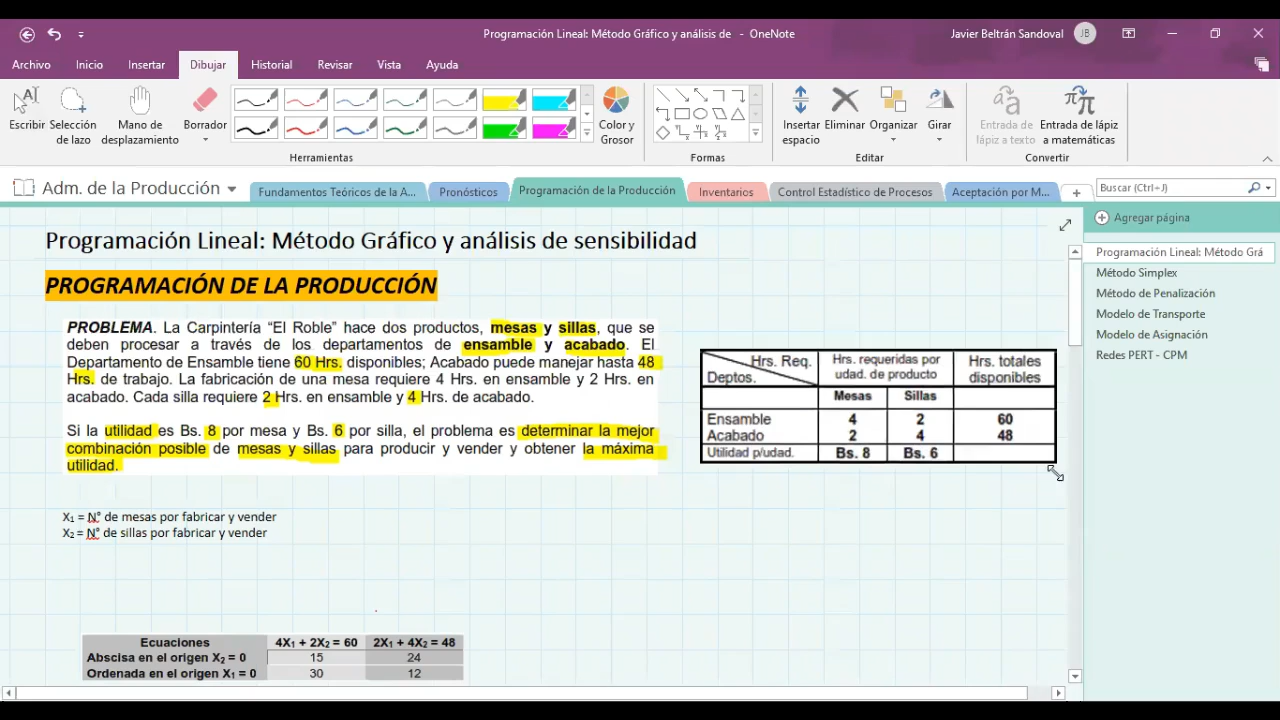 Programación Lineal: Método Gráfico y análisis de - OneNote
Javier Beltrán Sandoval JB
Archivo Inicio Insertar Dibujar Historial Revisar Vista Ayuda
Escribir
Selección de lazo
Mano de desplazamiento
Borrador
Color y Grosor
Insertar espacio
Eliminar
Organizar
Girar
Entrada de lápiz a texto
Entrada de lápiz a matemáticas
Herramientas Formas Editar Convertir
Adm. de la Producción
Fundamentos Teóricos de la A... Pronósticos Programación de la Producción Inventarios Control Estadístico de Procesos Aceptación por M... +
Buscar (Ctrl+J)
Agregar página
Programación Lineal: Método Grá
Método Simplex
Método de Penalización
Modelo de Transporte
Modelo de Asignación
Redes PERT - CPM
Programación Lineal: Método Gráfico y análisis de sensibilidad
PROGRAMACIÓN DE LA PRODUCCIÓN
PROBLEMA. La Carpintería “El Roble” hace dos productos, mesas y sillas, que se
deben procesar a través de los departamentos de ensamble y acabado. El
Departamento de Ensamble tiene 60 Hrs. disponibles; Acabado puede manejar hasta 48
Hrs. de trabajo. La fabricación de una mesa requiere 4 Hrs. en ensamble y 2 Hrs. en
acabado. Cada silla requiere 2 Hrs. en ensamble y 4 Hrs. de acabado.
Si la utilidad es Bs. 8 por mesa y Bs. 6 por silla, el problema es determinar la mejor
combinación posible de mesas y sillas para producir y vender y obtener la máxima
utilidad.
Hrs. Req. Hrs. requeridas por Hrs. totales
Deptos. udad. de producto disponibles
Mesas Sillas
Ensamble 4 2 60
Acabado 2 4 48
Utilidad p/udad. Bs. 8 Bs. 6
X₁ = N° de mesas por fabricar y vender
X₂ = N° de sillas por fabricar y vender
Ecuaciones 4X₁ + 2X₂ = 60 2X₁ + 4X₂ = 48
Abscisa en el origen X₂ = 0 15 24
Ordenada en el origen X₁ = 0 30 12